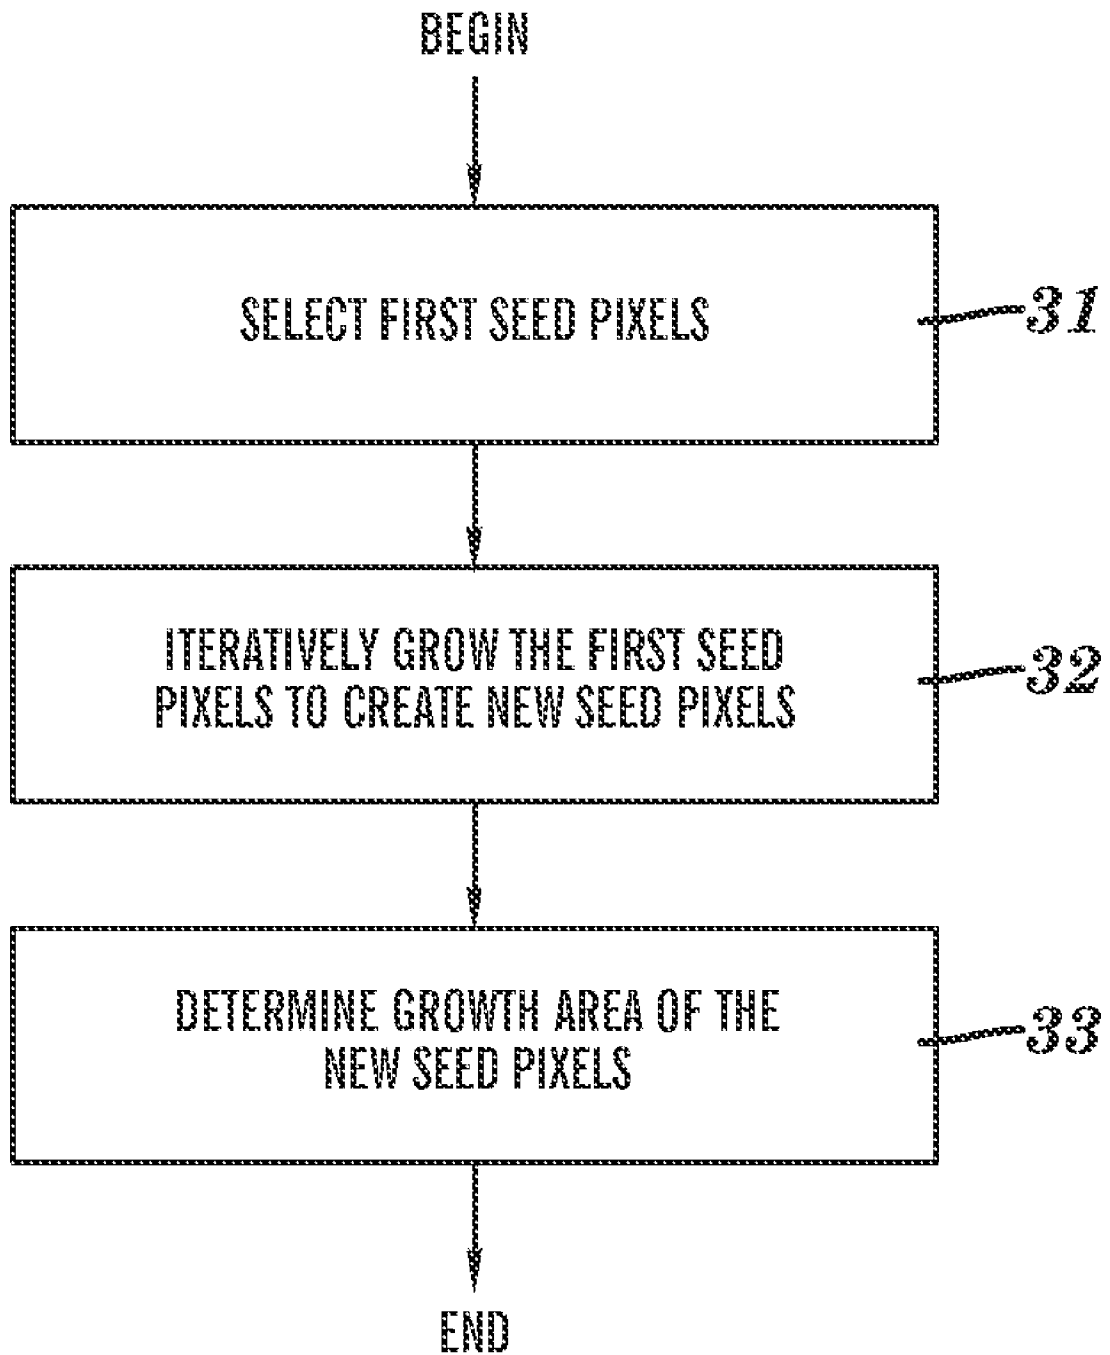 BEGIN
SELECT FIRST SEED PIXELS
31
ITERATIVELY GROW THE FIRST SEED
PIXELS TO CREATE NEW SEED PIXELS
32
DETERMINE GROWTH AREA OF THE
NEW SEED PIXELS
33
END